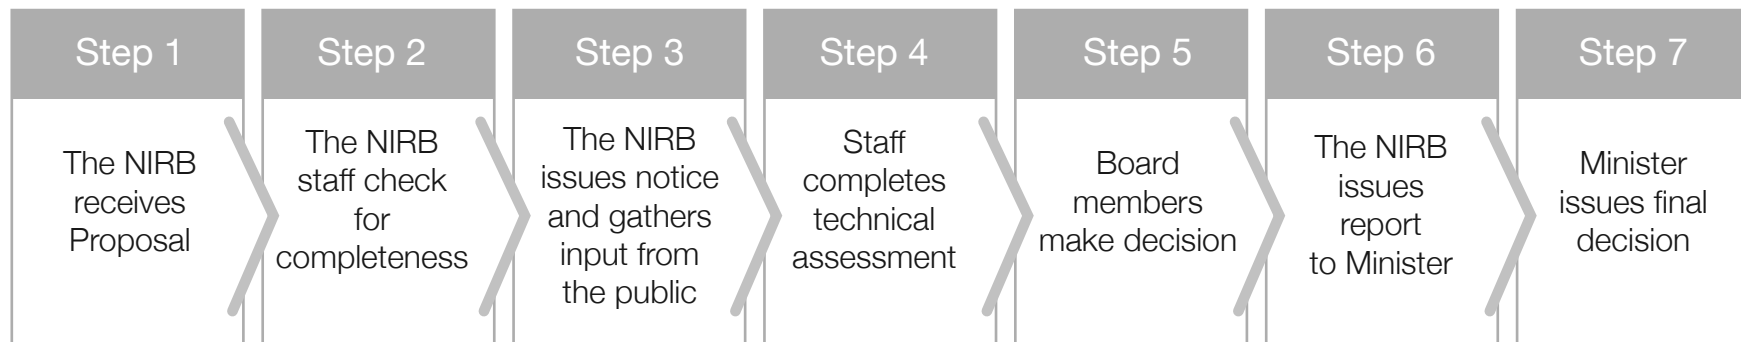 Step 1
The NIRB
receives
Proposal
Step 2
The NIRB
staff check
for
completeness
Step 3
The NIRB
issues notice
and gathers
input from
the public
Step 4
Staff
completes
technical
assessment
Step 5
Board
members
make decision
Step 6
The NIRB
issues
report
to Minister
Step 7
Minister
issues final
decision